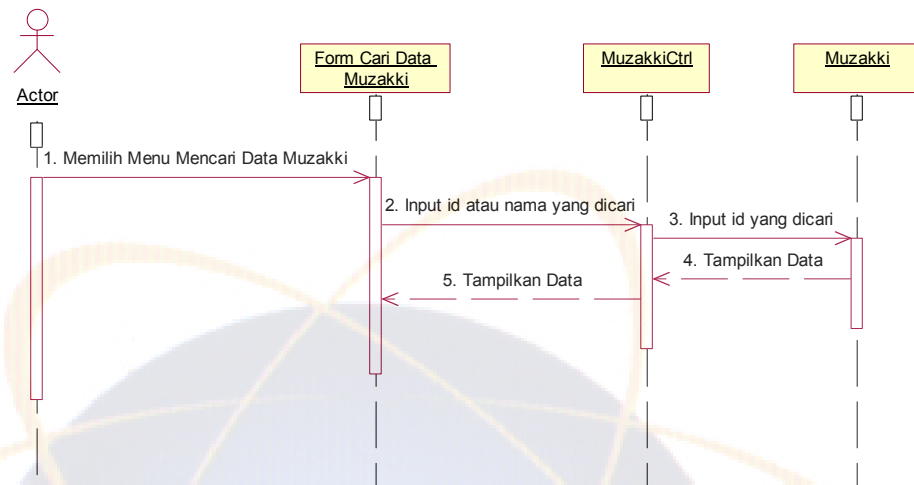 Actor
Form Cari Data
Muzakki
MuzakkiCtrl
Muzakki
1. Memilih Menu Mencari Data Muzakki
2. Input id atau nama yang dicari
3. Input id yang dicari
4. Tampilkan Data
5. Tampilkan Data